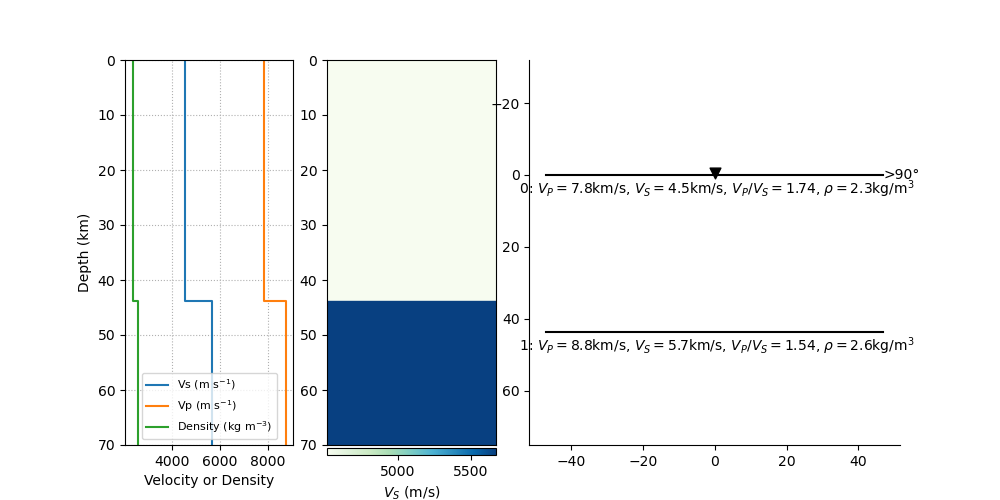 0
10
20
30
40
50
60
70
Depth (km)
4000 6000 8000
Velocity or Density
Vs (m s⁻¹)
Vp (m s⁻¹)
Density (kg m⁻³)
0
10
20
30
40
50
60
70
5000 5500
V_S (m/s)
−20
0
20
40
60
>90°
0: V_P = 7.8km/s, V_S = 4.5km/s, V_P/V_S = 1.74, ρ = 2.3kg/m³
1: V_P = 8.8km/s, V_S = 5.7km/s, V_P/V_S = 1.54, ρ = 2.6kg/m³
−40 −20 0 20 40